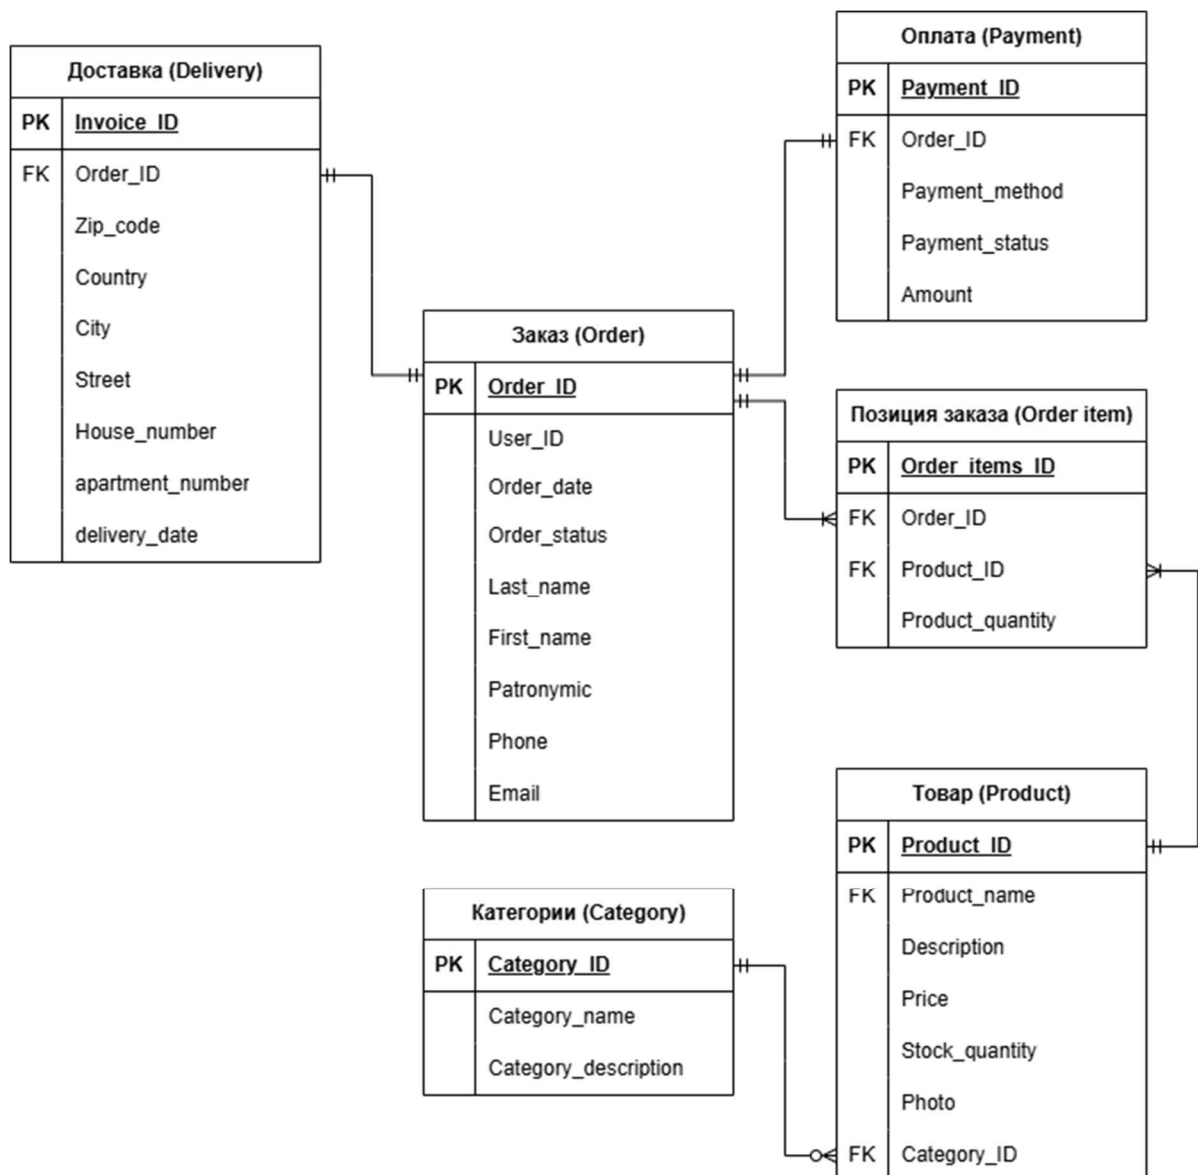 Доставка (Delivery)
PK Invoice_ID
FK Order_ID
Zip_code
Country
City
Street
House_number
apartment_number
delivery_date
Оплата (Payment)
PK Payment_ID
FK Order_ID
Payment_method
Payment_status
Amount
Заказ (Order)
PK Order_ID
User_ID
Order_date
Order_status
Last_name
First_name
Patronymic
Phone
Email
Позиция заказа (Order item)
PK Order_items_ID
FK Order_ID
FK Product_ID
Product_quantity
Категории (Category)
PK Category_ID
Category_name
Category_description
Товар (Product)
PK Product_ID
FK Product_name
Description
Price
Stock_quantity
Photo
FK Category_ID